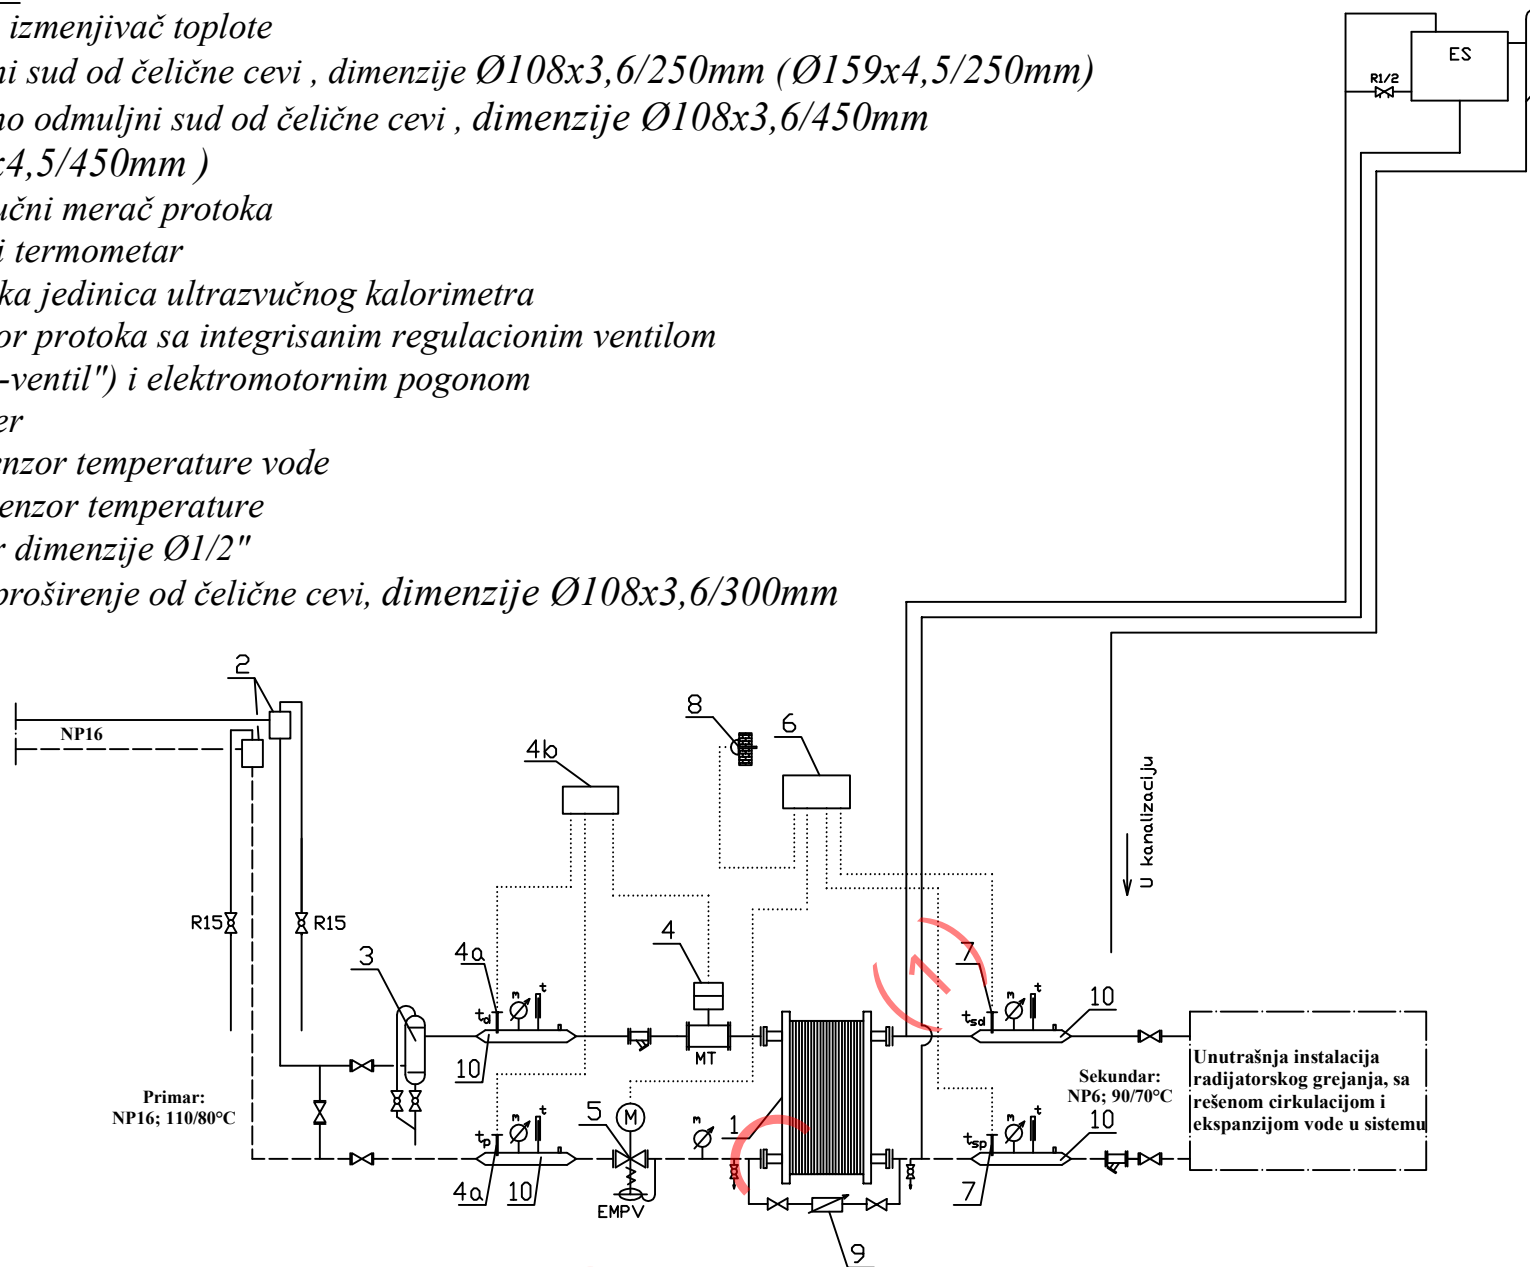 izmenjivač toplote
ni sud od čelične cevi , dimenzije Ø108x3,6/250mm (Ø159x4,5/250mm)
no odmuljni sud od čelične cevi , dimenzije Ø108x3,6/450mm
x4,5/450mm )
učni merač protoka
i termometar
ka jedinica ultrazvučnog kalorimetra
or protoka sa integrisanim regulacionim ventilom
-ventil") i elektromotornim pogonom
er
enzor temperature vode
enzor temperature
r dimenzije Ø1/2"
proširenje od čelične cevi, dimenzije Ø108x3,6/300mm
ES
R1/2
2
NP16
8
6
4b
U kanalizaciju
R15
R15
3
4a
4
7
1
td
m
t
tsd
m
t
10
10
MT
Primar:
NP16; 110/80°C
Sekundar:
NP6; 90/70°C
Unutrašnja instalacija
radijatorskog grejanja, sa
rešenom cirkulacijom i
ekspanzijom vode u sistemu
5
M
1
10
tp
m
t
m
tsp
m
t
4a
10
EMPV
7
9